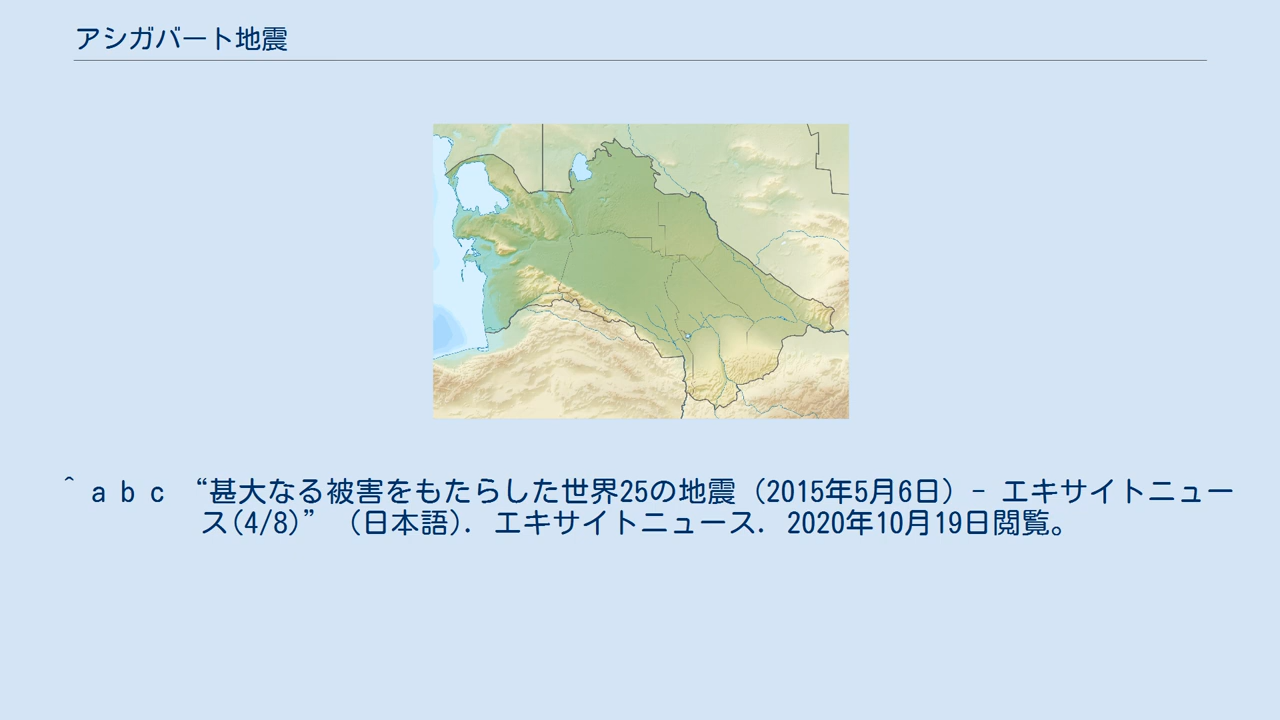 アシガバート地震
^ a b c “甚大なる被害をもたらした世界25の地震 (2015年5月6日) - エキサイトニュー
ス(4/8)” (日本語). エキサイトニュース. 2020年10月19日閲覧。